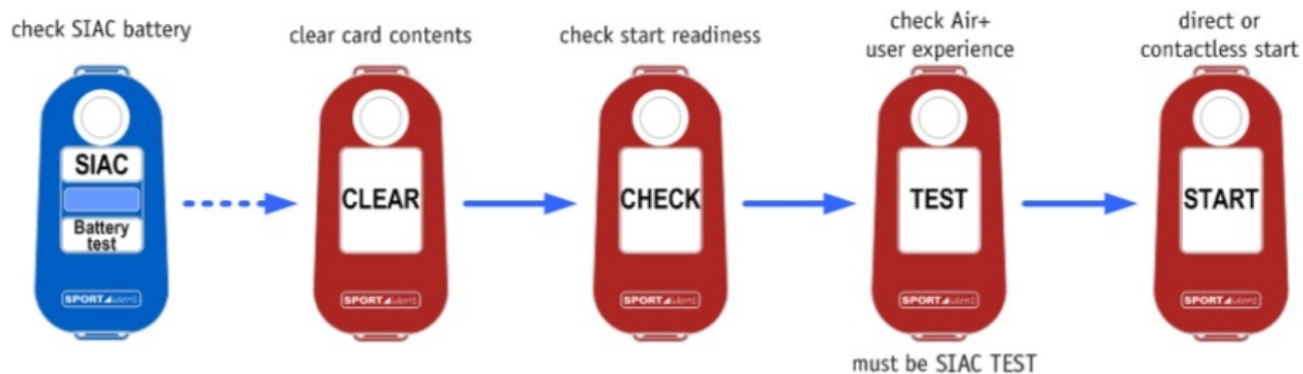 check SIAC battery
clear card contents
check start readiness
check Air+
user experience
direct or
contactless start
SIAC
Battery
test
SPORTident
CLEAR
SPORTident
CHECK
SPORTident
TEST
SPORTident
must be SIAC TEST
START
SPORTident